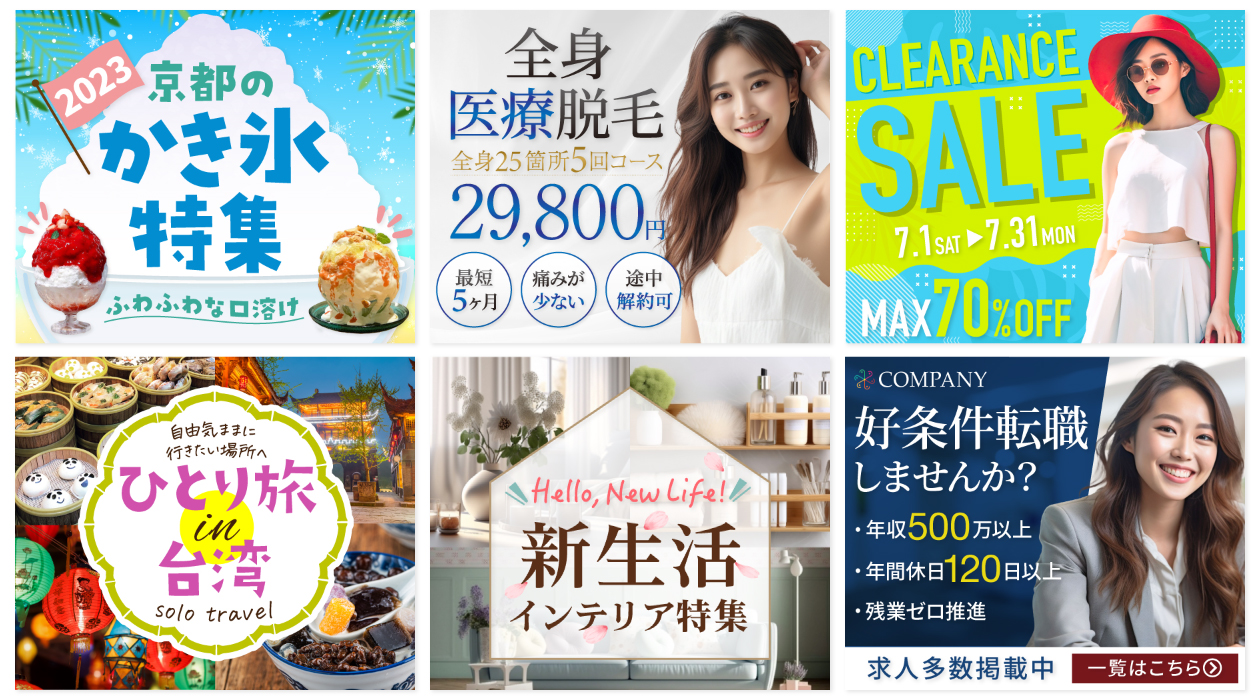 2023
京都の
かき氷
特集
ふわふわな口溶け
全身
医療脱毛
全身25箇所5回コース
29,800円
最短
5ヶ月
痛みが
少ない
途中
解約可
CLEARANCE
SALE
7.1 SAT ▶ 7.31 MON
MAX 70% OFF
自由気ままに
行きたい場所へ
ひとり旅
in
台湾
solo travel
Hello, New Life!
新生活
インテリア特集
COMPANY
好条件転職
しませんか?
・年収500万以上
・年間休日120日以上
・残業ゼロ推進
求人多数掲載中
一覧はこちら